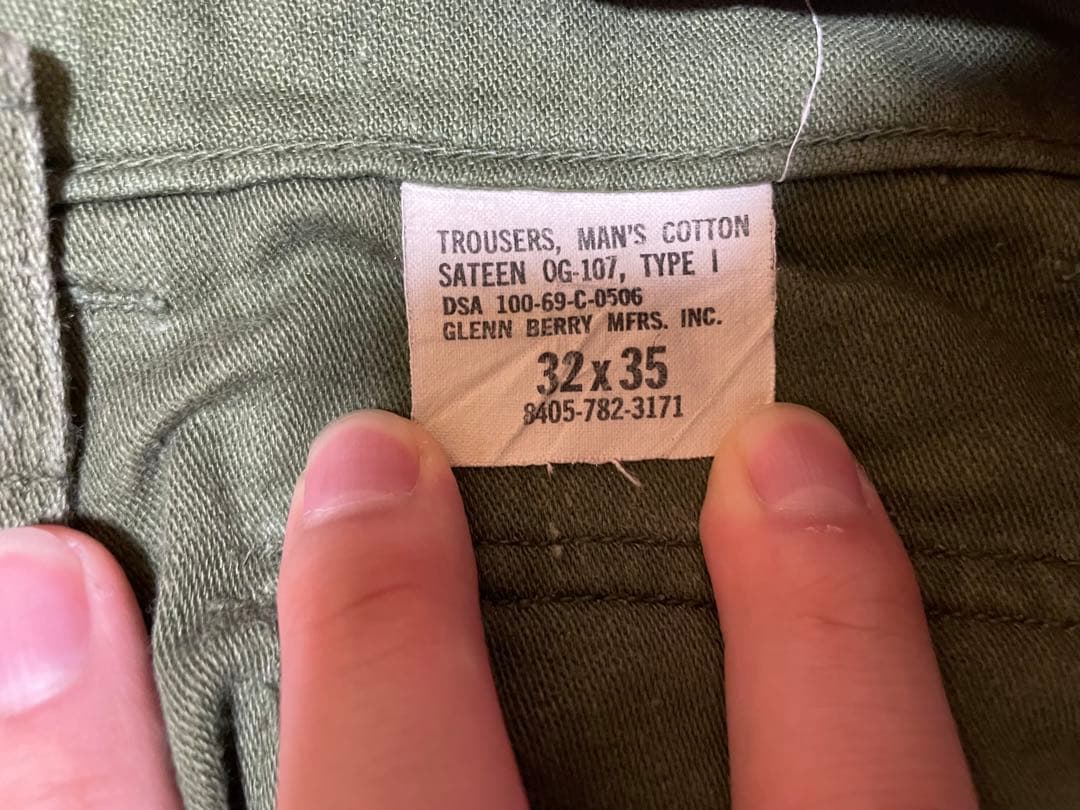 TROUSERS, MAN'S COTTON
SATEEN OG-107, TYPE I
DSA 100-69-C-0506
GLENN BERRY MFRS. INC.
32 x 35
8405-782-3171